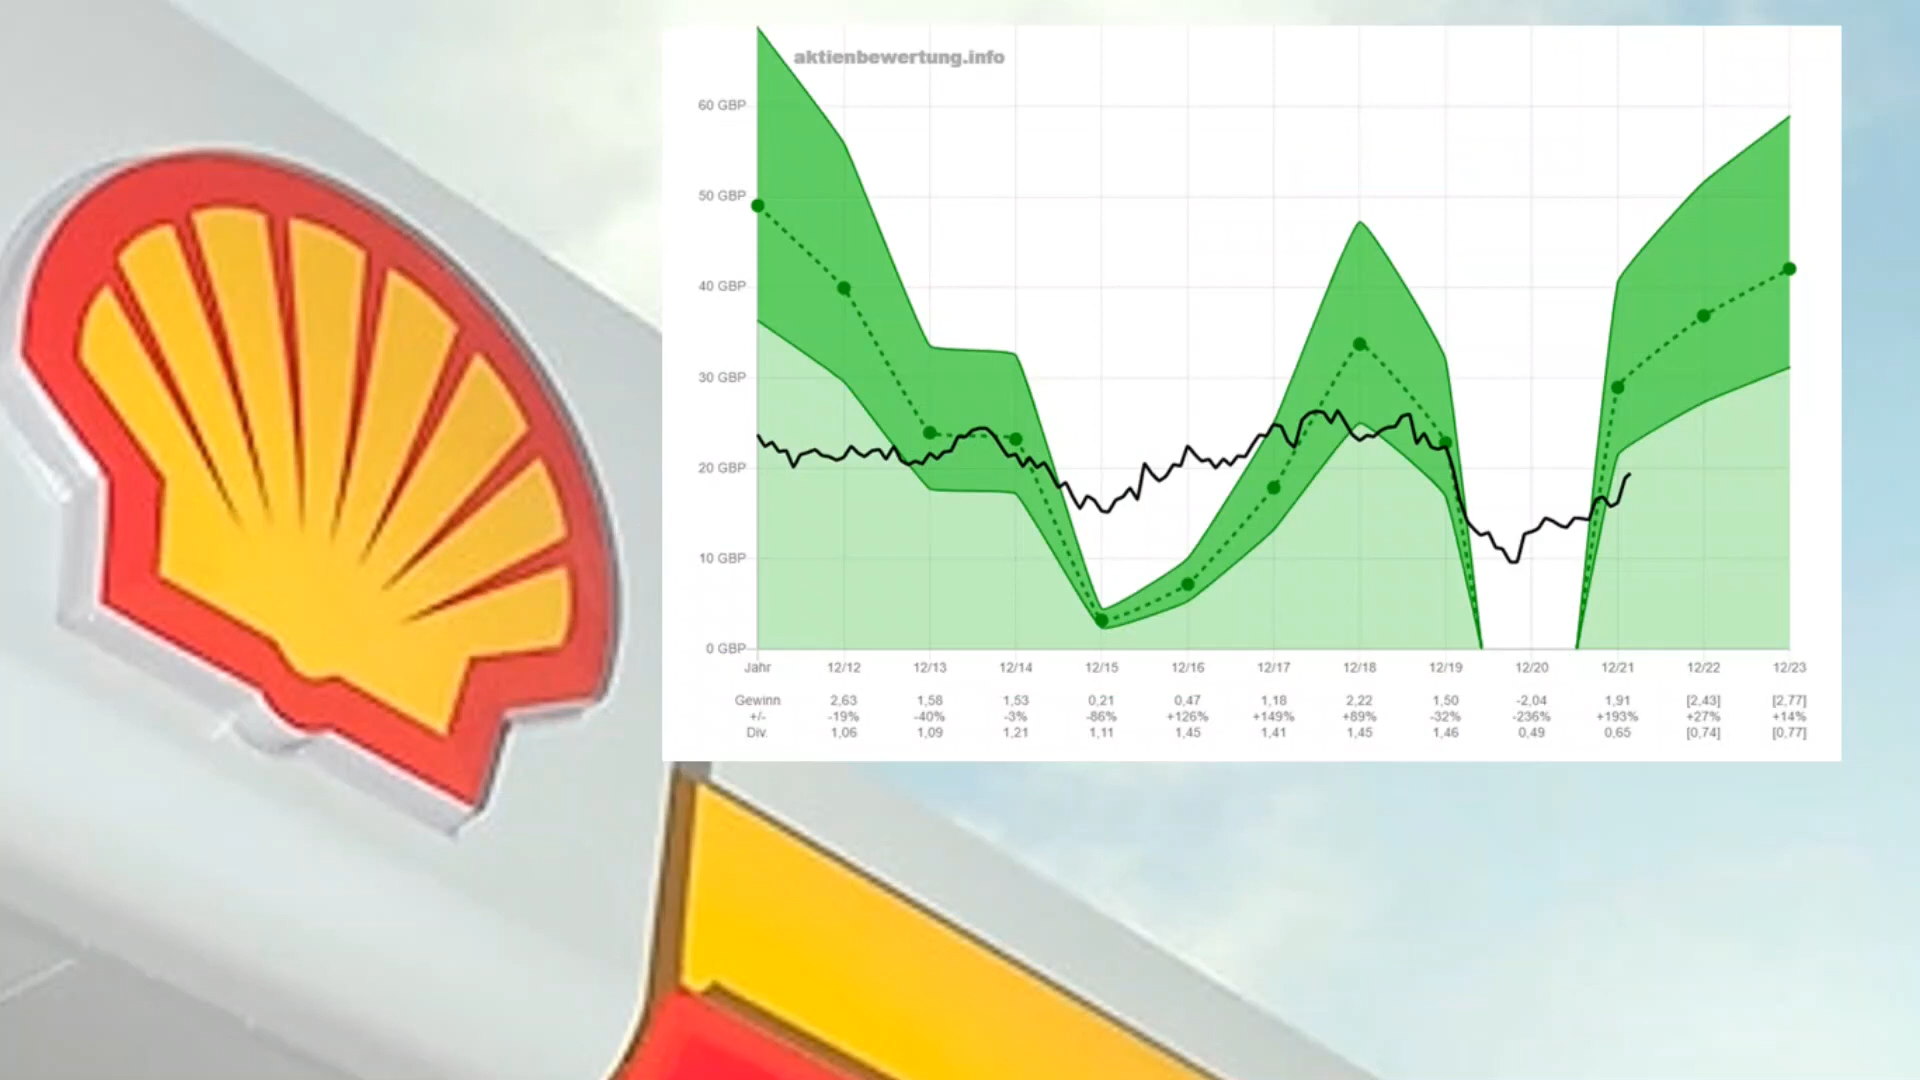 aktienbewertung.info
60 GBP
50 GBP
40 GBP
30 GBP
20 GBP
10 GBP
0 GBP
Jahr 12/12 12/13 12/14 12/15 12/16 12/17 12/18 12/19 12/20 12/21 12/22 12/23
Gewinn 2,63 1,58 1,53 0,21 0,47 1,18 2,22 1,50 -2,04 1,91 [2,43] [2,77]
+/- -19% -40% -3% -86% +126% +149% +89% -32% -236% +193% +27% +14%
Div. 1,06 1,09 1,21 1,11 1,45 1,41 1,45 1,46 0,49 0,65 [0,74] [0,77]